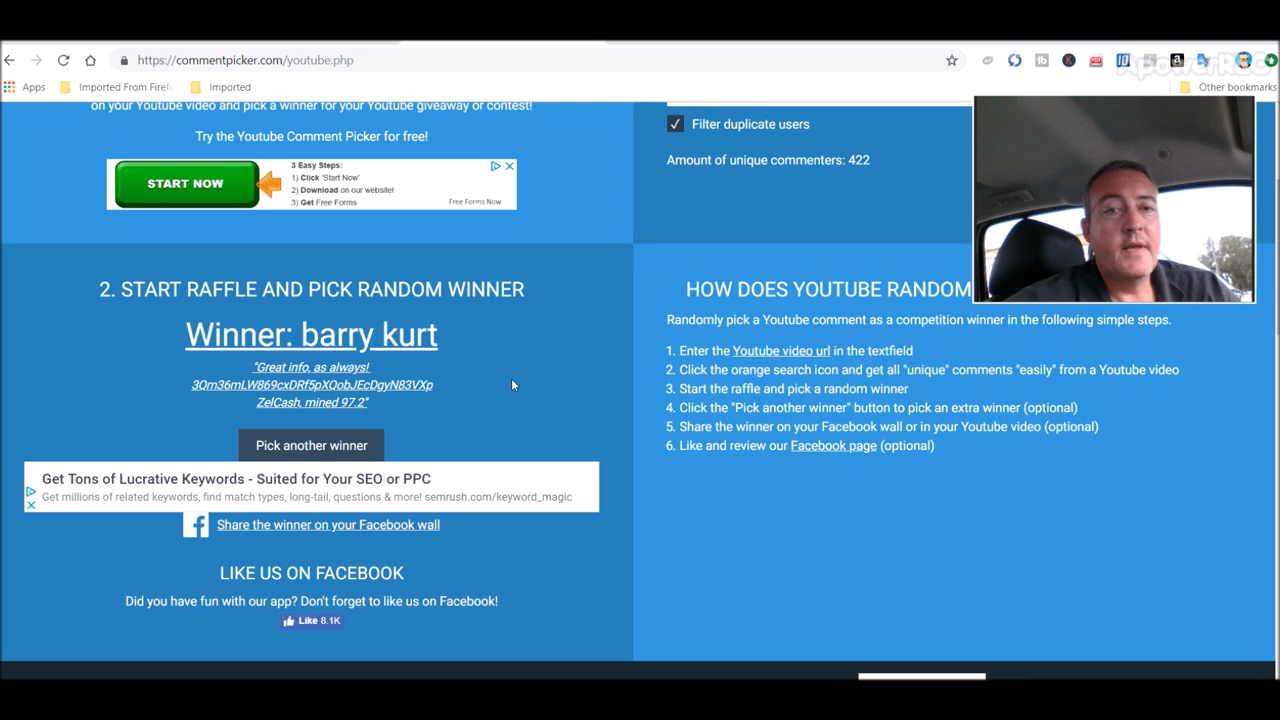 https://commentpicker.com/youtube.php
ApowerREC
Apps
Imported From Firef
Imported
Other bookmarks
on your Youtube video and pick a winner for your Youtube giveaway or contest!
Try the Youtube Comment Picker for free!
START NOW
3 Easy Steps:
1) Click 'Start Now'
2) Download on our website!
3) Get Free Forms
Free Forms Now
Filter duplicate users
Amount of unique commenters: 422
2. START RAFFLE AND PICK RANDOM WINNER
Winner: barry kurt
"Great info, as always!
3Qm36mLW869cxDRf5pXQobJEcDgyN83VXp
ZelCash, mined 97.2"
Pick another winner
Get Tons of Lucrative Keywords - Suited for Your SEO or PPC
Get millions of related keywords, find match types, long-tail, questions & more! semrush.com/keyword_magic
Share the winner on your Facebook wall
LIKE US ON FACEBOOK
Did you have fun with our app? Don't forget to like us on Facebook!
Like 8.1K
HOW DOES YOUTUBE RANDOM
Randomly pick a Youtube comment as a competition winner in the following simple steps.
1. Enter the Youtube video url in the textfield
2. Click the orange search icon and get all "unique" comments "easily" from a Youtube video
3. Start the raffle and pick a random winner
4. Click the "Pick another winner" button to pick an extra winner (optional)
5. Share the winner on your Facebook wall or in your Youtube video (optional)
6. Like and review our Facebook page (optional)